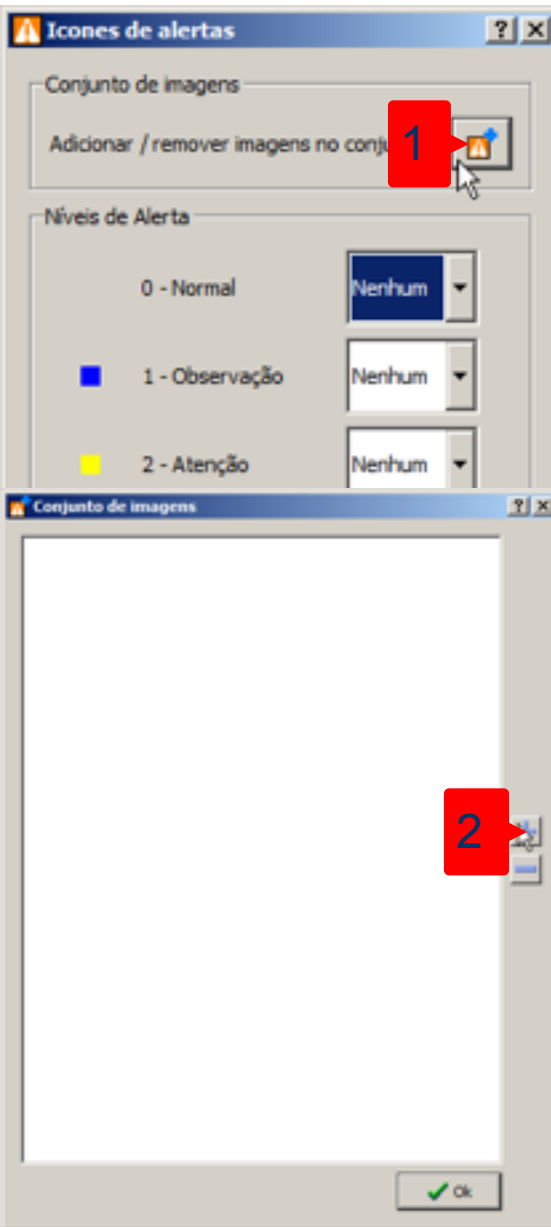 Icones de alertas
Conjunto de imagens
Adicionar / remover imagens no
1
Níveis de Alerta
0 - Normal
Nenhum
1 - Observação
Nenhum
2 - Atenção
Nenhum
Conjunto de imagens
2
Ok